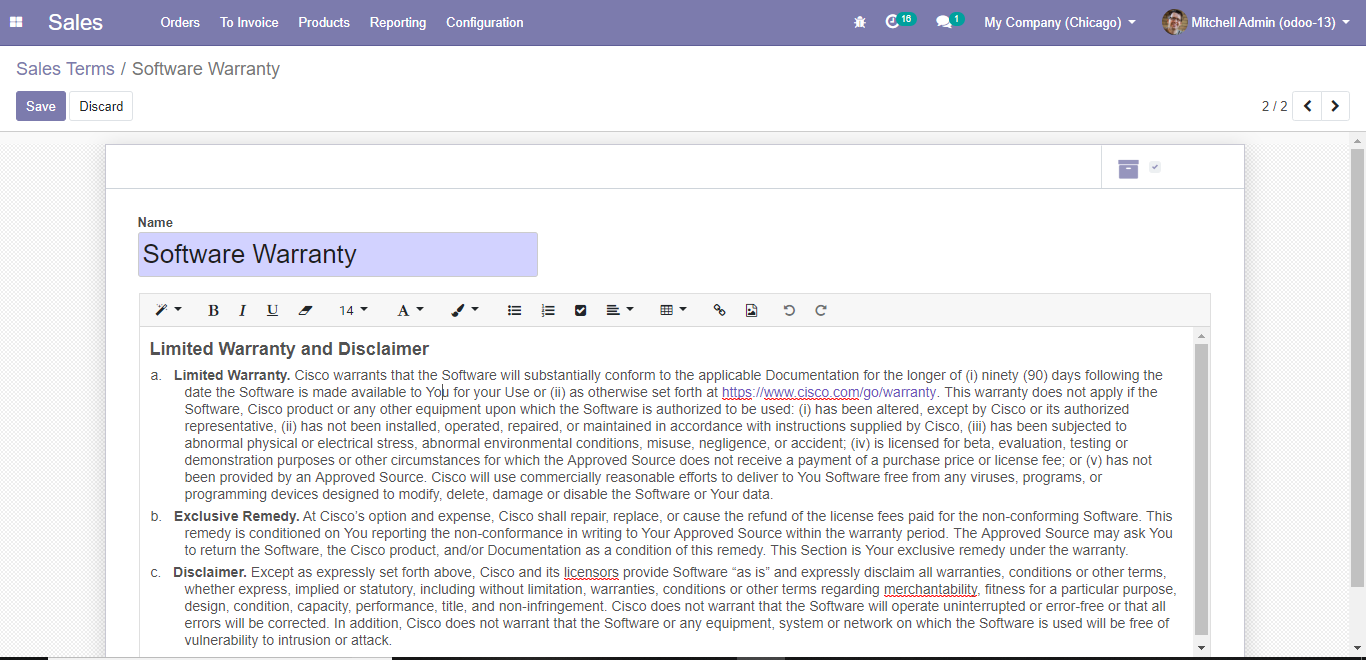 Sales Orders To Invoice Products Reporting Configuration 16 1 My Company (Chicago) Mitchell Admin (odoo-13)
Sales Terms / Software Warranty
Save Discard 2 / 2
Name
Software Warranty
B I U 14 A
Limited Warranty and Disclaimer
a. Limited Warranty. Cisco warrants that the Software will substantially conform to the applicable Documentation for the longer of (i) ninety (90) days following the
date the Software is made available to You for your Use or (ii) as otherwise set forth at https://www.cisco.com/go/warranty. This warranty does not apply if the
Software, Cisco product or any other equipment upon which the Software is authorized to be used: (i) has been altered, except by Cisco or its authorized
representative, (ii) has not been installed, operated, repaired, or maintained in accordance with instructions supplied by Cisco, (iii) has been subjected to
abnormal physical or electrical stress, abnormal environmental conditions, misuse, negligence, or accident; (iv) is licensed for beta, evaluation, testing or
demonstration purposes or other circumstances for which the Approved Source does not receive a payment of a purchase price or license fee; or (v) has not
been provided by an Approved Source. Cisco will use commercially reasonable efforts to deliver to You Software free from any viruses, programs, or
programming devices designed to modify, delete, damage or disable the Software or Your data.
b. Exclusive Remedy. At Cisco’s option and expense, Cisco shall repair, replace, or cause the refund of the license fees paid for the non-conforming Software. This
remedy is conditioned on You reporting the non-conformance in writing to Your Approved Source within the warranty period. The Approved Source may ask You
to return the Software, the Cisco product, and/or Documentation as a condition of this remedy. This Section is Your exclusive remedy under the warranty.
c. Disclaimer. Except as expressly set forth above, Cisco and its licensors provide Software “as is” and expressly disclaim all warranties, conditions or other terms,
whether express, implied or statutory, including without limitation, warranties, conditions or other terms regarding merchantability, fitness for a particular purpose,
design, condition, capacity, performance, title, and non-infringement. Cisco does not warrant that the Software will operate uninterrupted or error-free or that all
errors will be corrected. In addition, Cisco does not warrant that the Software or any equipment, system or network on which the Software is used will be free of
vulnerability to intrusion or attack.